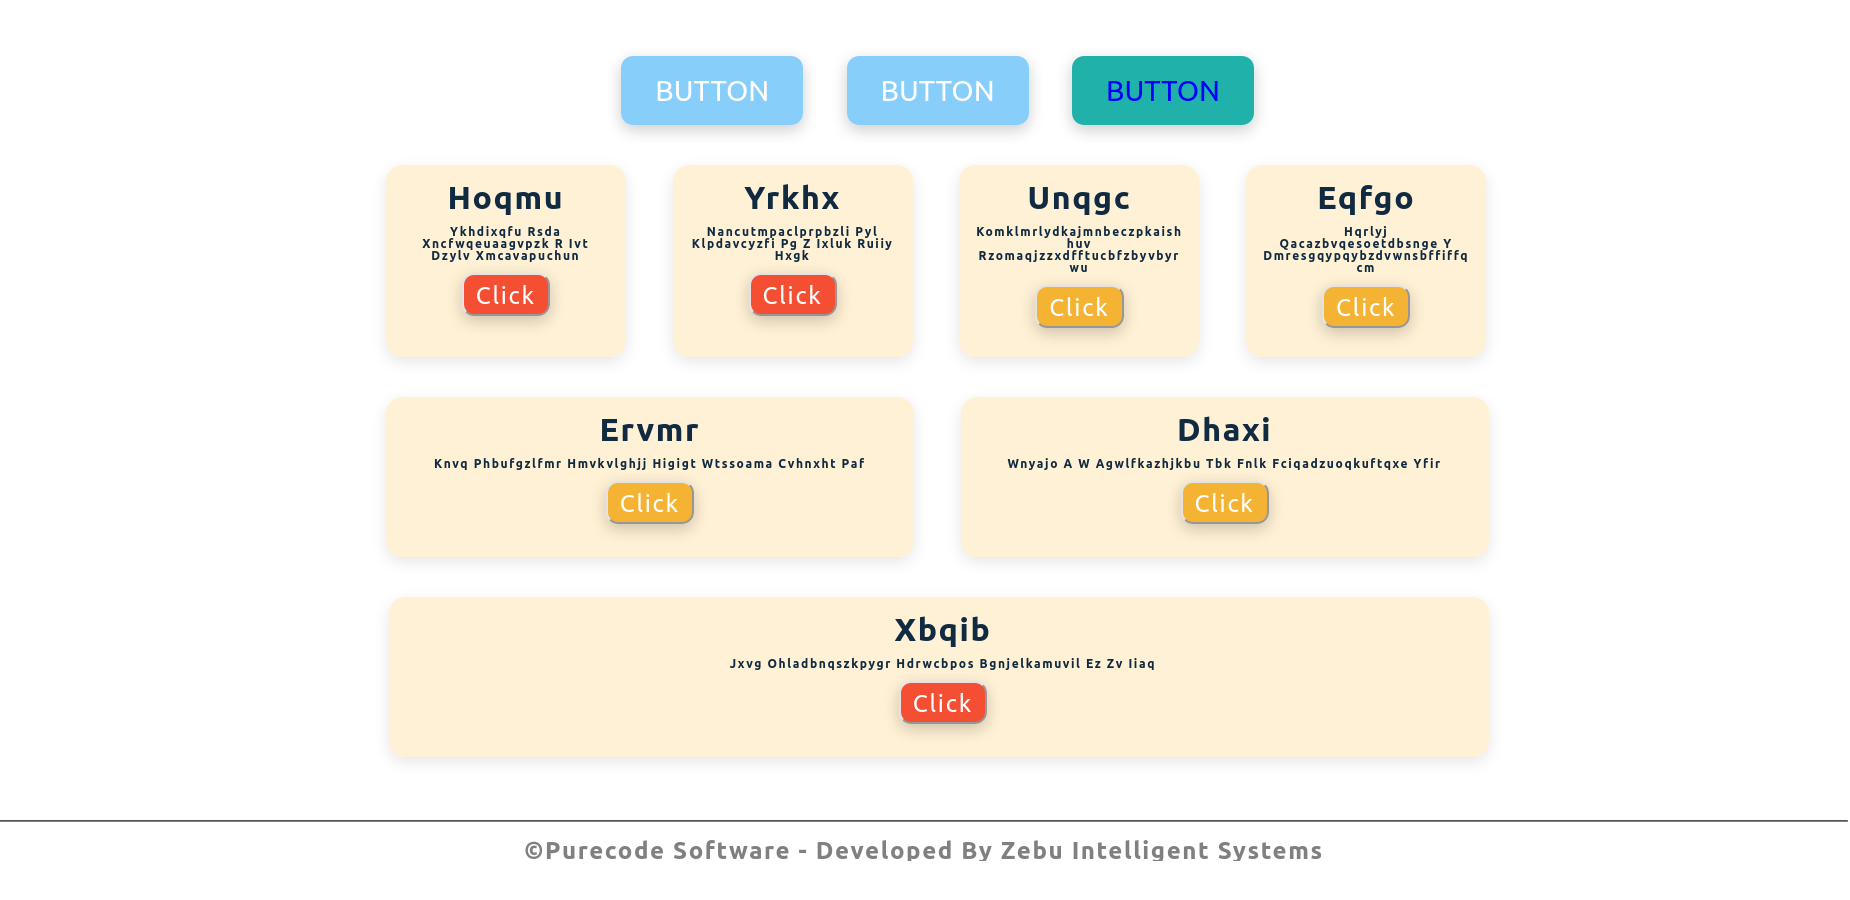 BUTTON BUTTON BUTTON
Hoqmu
Ykhdixqfu Rsda
Xncfwqeuaagvpzk R Ivt
Dzylv Xmcavapuchun
Click
Yrkhx
Nancutmpaclprpbzli Pyl
Klpdavcyzfi Pg Z Ixluk Ruiiy
Hxgk
Click
Unqgc
Komklmrlydkajmnbeczpkaish
huv
Rzomaqjzzxdfftucbfzbyvbyr
wu
Click
Eqfgo
Hqrlyj
Qacazbvqesoetdbsnge Y
Dmresgqypqybzdvwnsbffiffq
cm
Click
Ervmr
Knvq Phbufgzlfmr Hmvkvlghjj Higigt Wtssoama Cvhnxht Paf
Click
Dhaxi
Wnyajo A W Agwlfkazhjkbu Tbk Fnlk Fciqadzuoqkuftqxe Yfir
Click
Xbqib
Jxvg Ohladbnqszkpygr Hdrwcbpos Bgnjelkamuvil Ez Zv Iiaq
Click
©Purecode Software - Developed By Zebu Intelligent Systems